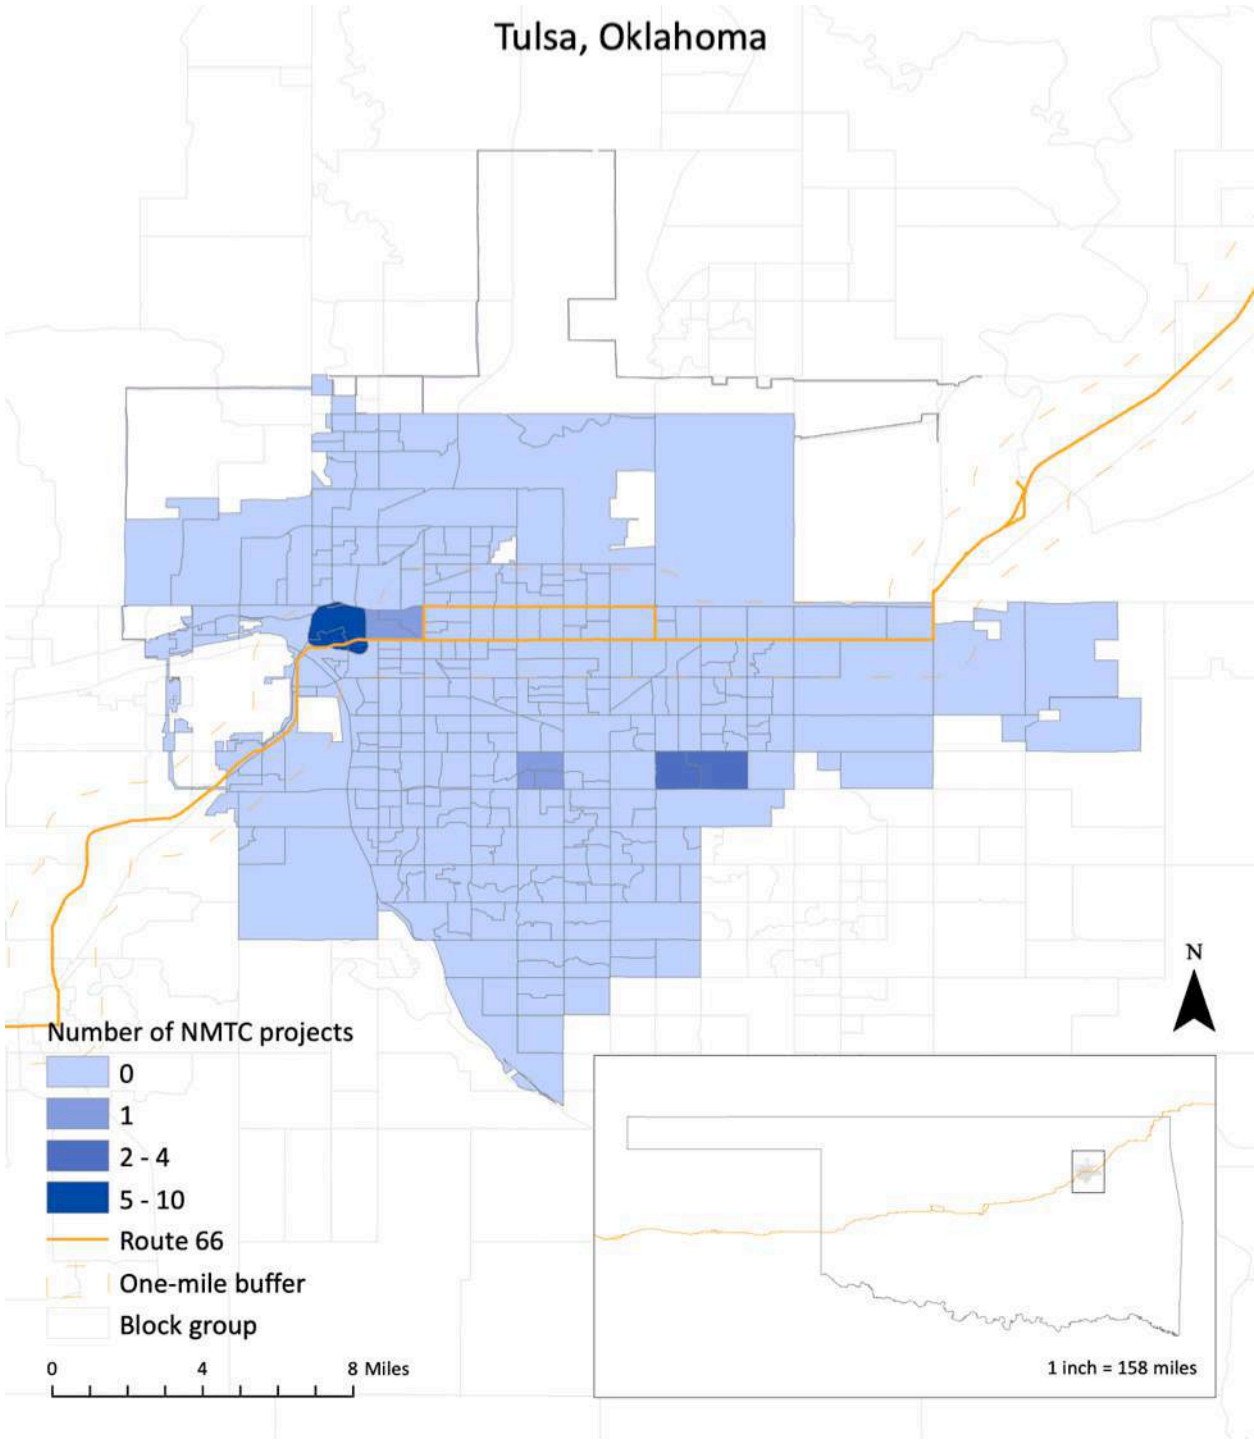 Tulsa, Oklahoma
N
Number of NMTC projects
0
1
2 - 4
5 - 10
Route 66
One-mile buffer
Block group
0 4 8 Miles
1 inch = 158 miles